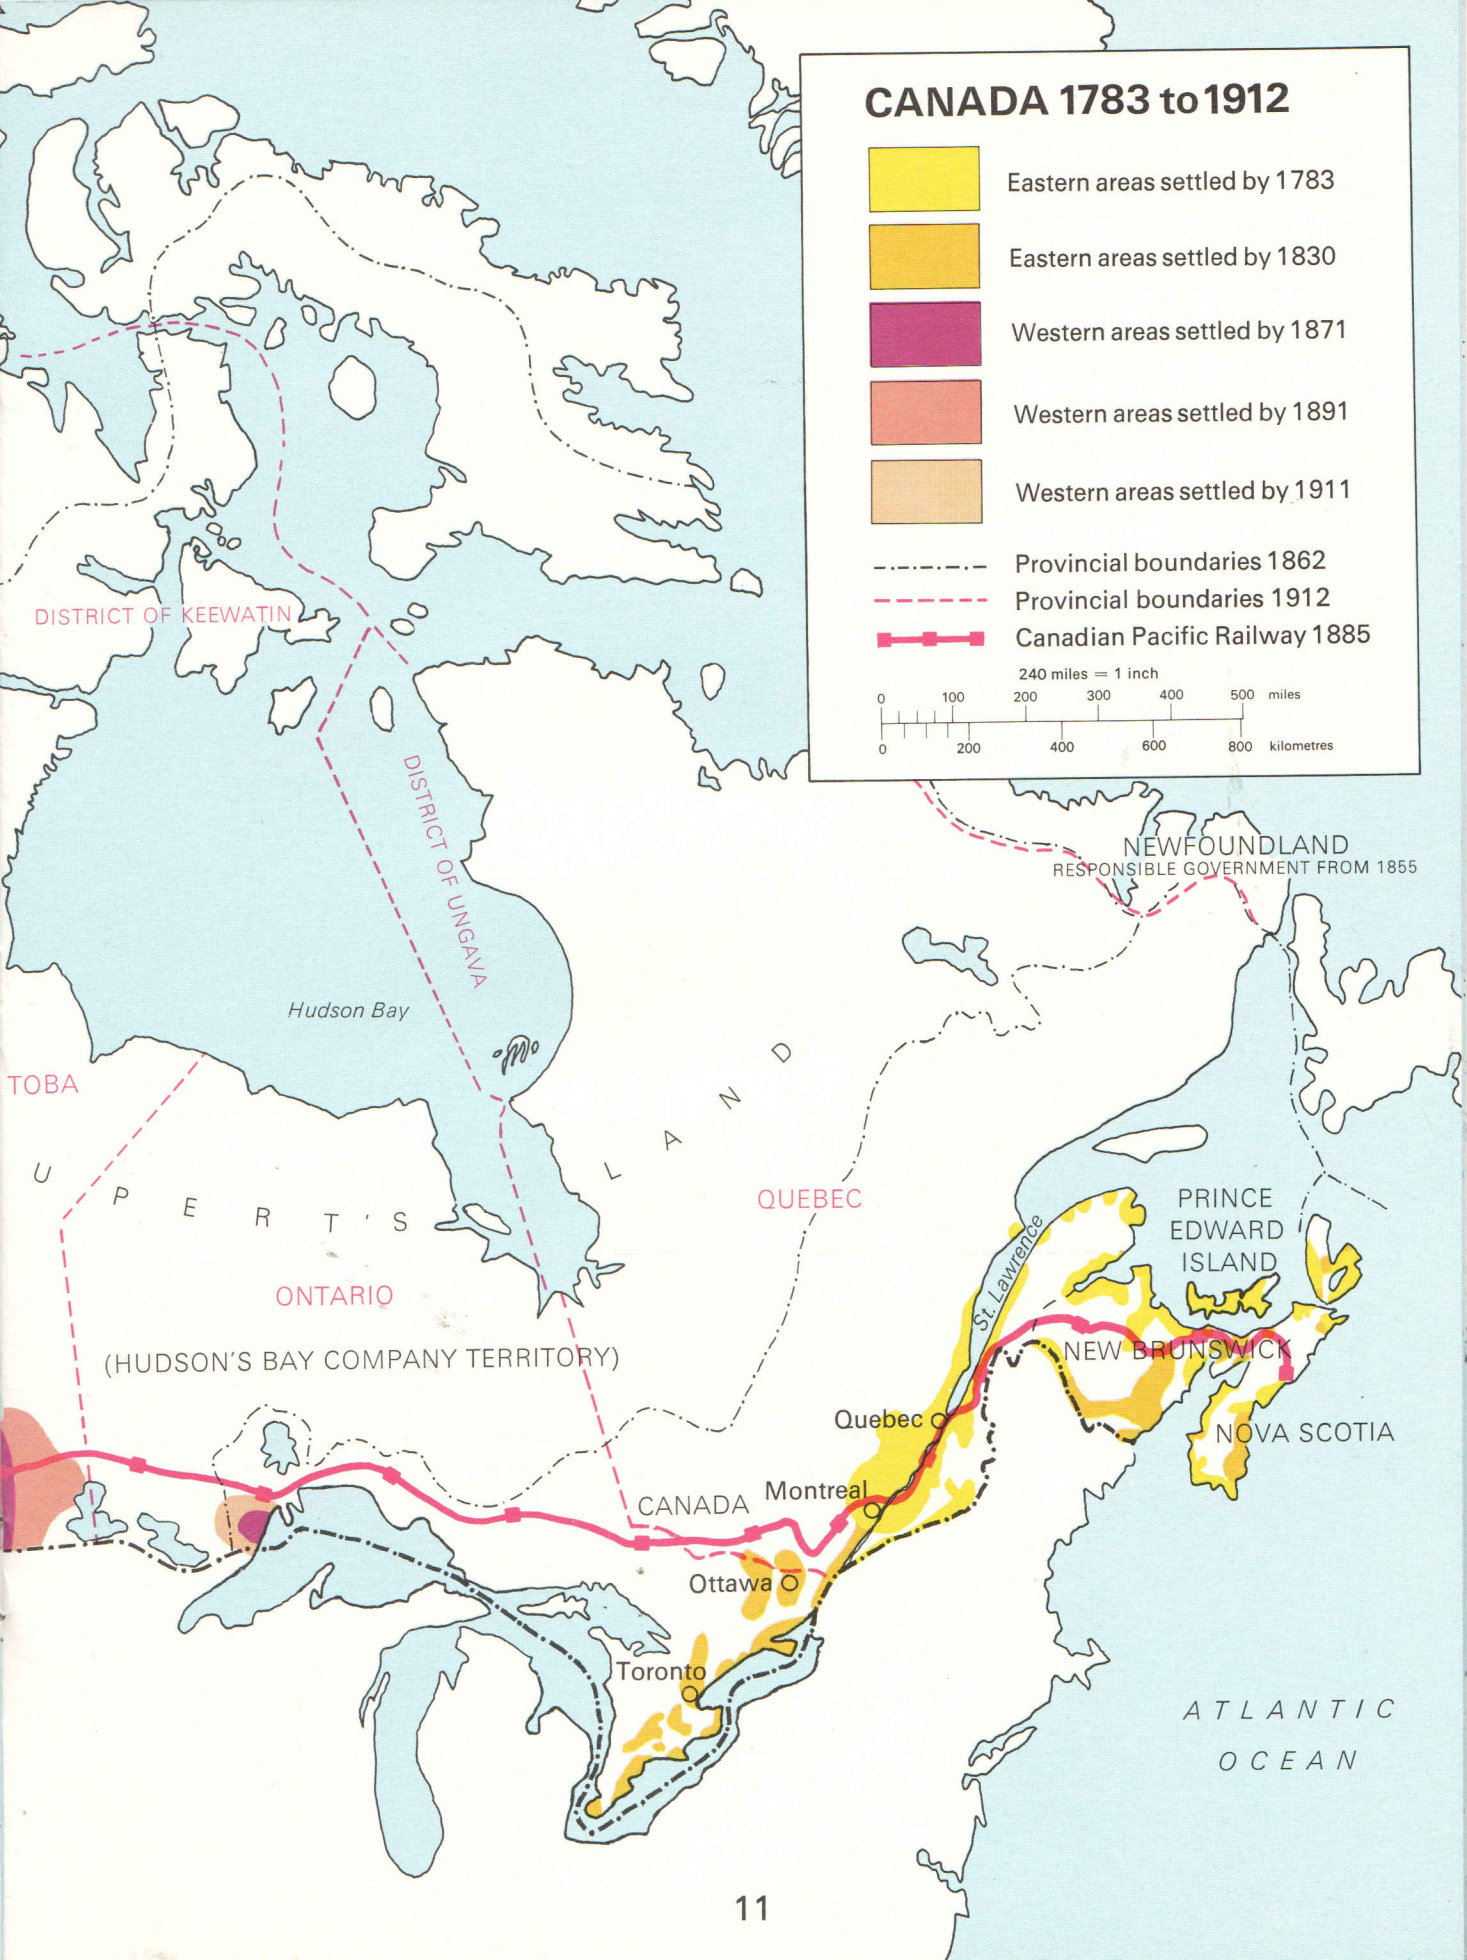 CANADA 1783 to 1912
Eastern areas settled by 1783
Eastern areas settled by 1830
Western areas settled by 1871
Western areas settled by 1891
Western areas settled by 1911
Provincial boundaries 1862
Provincial boundaries 1912
Canadian Pacific Railway 1885
240 miles = 1 inch
0 100 200 300 400 500 miles
0 200 400 600 800 kilometres
DISTRICT OF KEEWATIN
DISTRICT OF UNGAVA
NEWFOUNDLAND
RESPONSIBLE GOVERNMENT FROM 1855
Hudson Bay
TOBA
UPERT'S LAND
QUEBEC
PRINCE
EDWARD
ISLAND
St. Lawrence
ONTARIO
(HUDSON'S BAY COMPANY TERRITORY)
NEW BRUNSWICK
Quebec
NOVA SCOTIA
Montreal
CANADA
Ottawa
Toronto
ATLANTIC
OCEAN
11